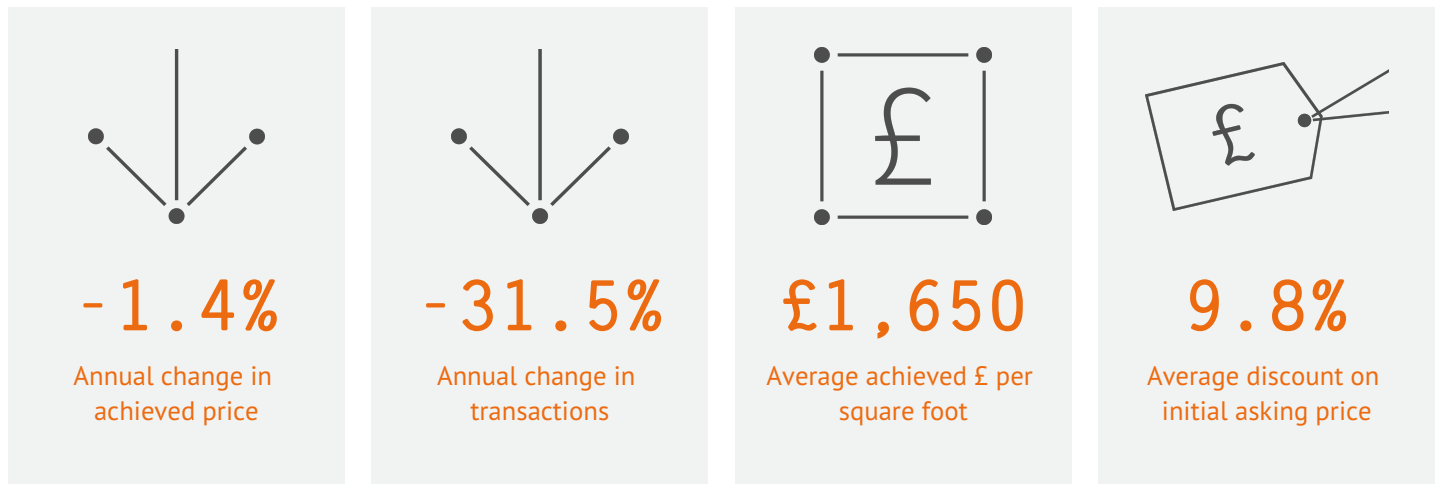 £
£
-1.4%
Annual change in
achieved price
-31.5%
Annual change in
transactions
£1,650
Average achieved £ per
square foot
9.8%
Average discount on
initial asking price